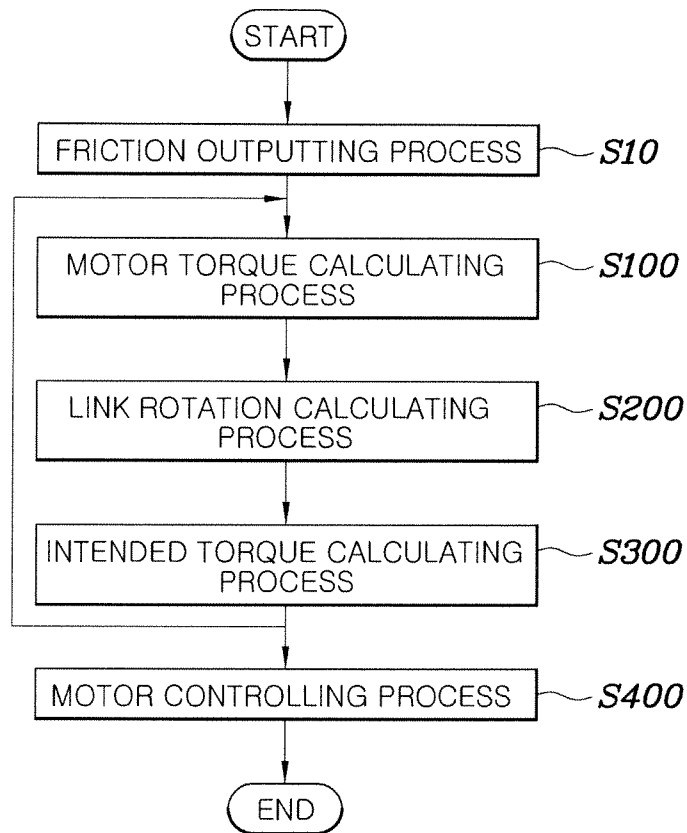 START
FRICTION OUTPUTTING PROCESS
S10
MOTOR TORQUE CALCULATING
PROCESS
S100
LINK ROTATION CALCULATING
PROCESS
S200
INTENDED TORQUE CALCULATING
PROCESS
S300
MOTOR CONTROLLING PROCESS
S400
END